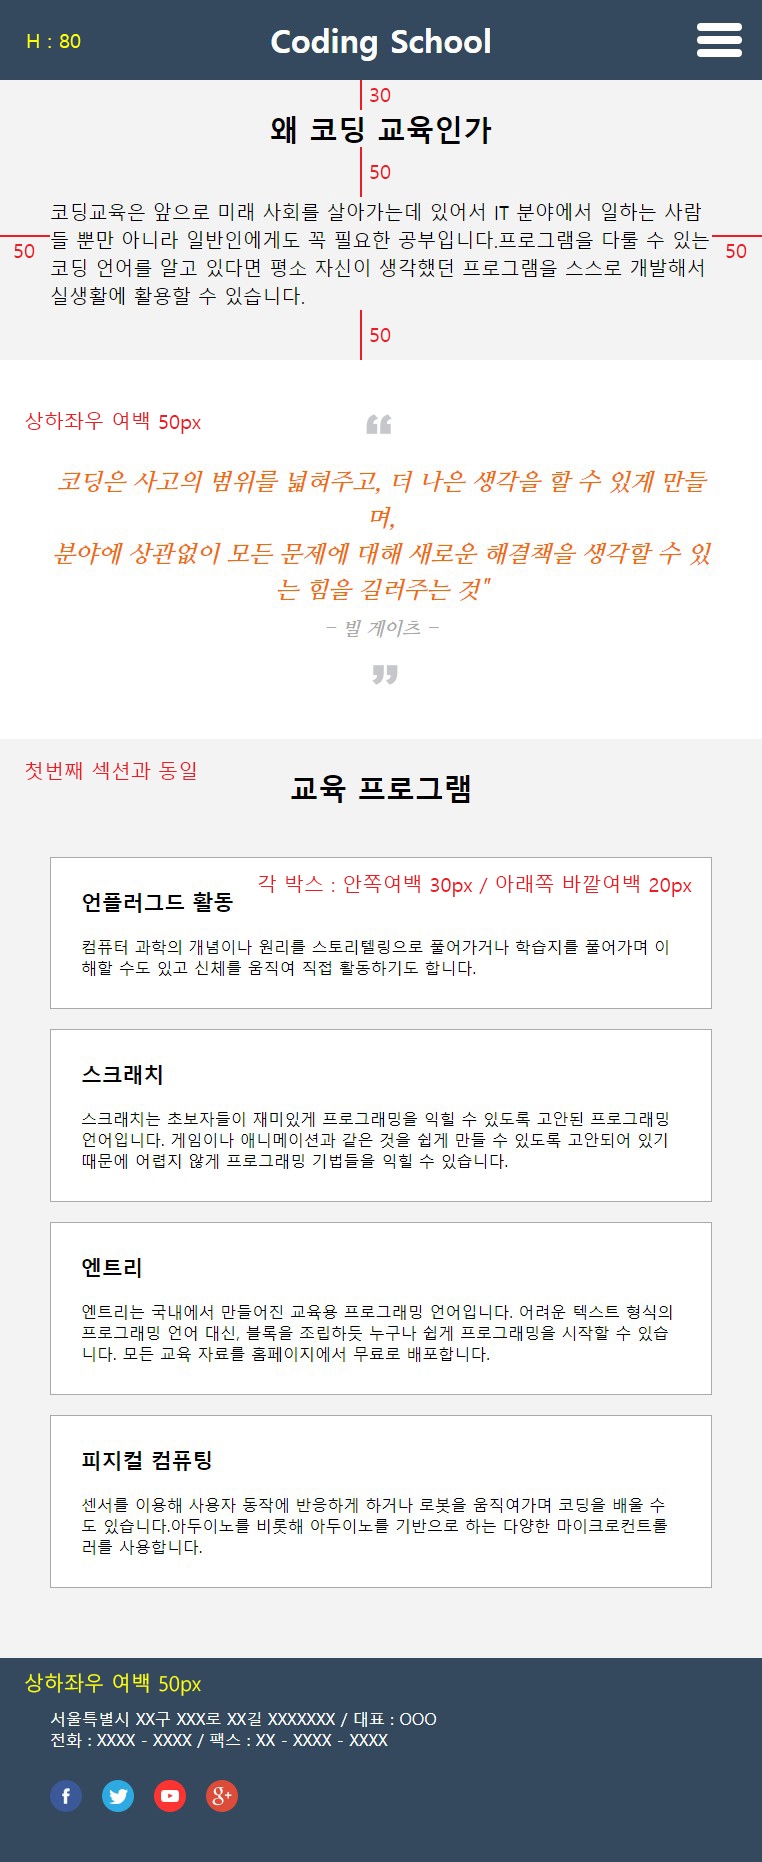 H : 80
Coding School
30
왜 코딩 교육인가
50
코딩교육은 앞으로 미래 사회를 살아가는데 있어서 IT 분야에서 일하는 사람
들 뿐만 아니라 일반인에게도 꼭 필요한 공부입니다.프로그램을 다룰 수 있는
50
50
코딩 언어를 알고 있다면 평소 자신이 생각했던 프로그램을 스스로 개발해서
실생활에 활용할 수 있습니다.
50
상하좌우 여백 50px
“
코딩은 사고의 범위를 넓혀주고, 더 나은 생각을 할 수 있게 만들
며,
분야에 상관없이 모든 문제에 대해 새로운 해결책을 생각할 수 있
는 힘을 길러주는 것"
- 빌 게이츠 -
”
첫번째 섹션과 동일
교육 프로그램
각 박스 : 안쪽여백 30px / 아래쪽 바깥여백 20px
언플러그드 활동
컴퓨터 과학의 개념이나 원리를 스토리텔링으로 풀어가거나 학습지를 풀어가며 이
해할 수도 있고 신체를 움직여 직접 활동하기도 합니다.
스크래치
스크래치는 초보자들이 재미있게 프로그래밍을 익힐 수 있도록 고안된 프로그래밍
언어입니다. 게임이나 애니메이션과 같은 것을 쉽게 만들 수 있도록 고안되어 있기
때문에 어렵지 않게 프로그래밍 기법들을 익힐 수 있습니다.
엔트리
엔트리는 국내에서 만들어진 교육용 프로그래밍 언어입니다. 어려운 텍스트 형식의
프로그래밍 언어 대신, 블록을 조립하듯 누구나 쉽게 프로그래밍을 시작할 수 있습
니다. 모든 교육 자료를 홈페이지에서 무료로 배포합니다.
피지컬 컴퓨팅
센서를 이용해 사용자 동작에 반응하게 하거나 로봇을 움직여가며 코딩을 배울 수
도 있습니다.아두이노를 비롯해 아두이노를 기반으로 하는 다양한 마이크로컨트롤
러를 사용합니다.
상하좌우 여백 50px
서울특별시 XX구 XXX로 XX길 XXXXXXX / 대표 : OOO
전화 : XXXX - XXXX / 팩스 : XX - XXXX - XXXX
f
g+